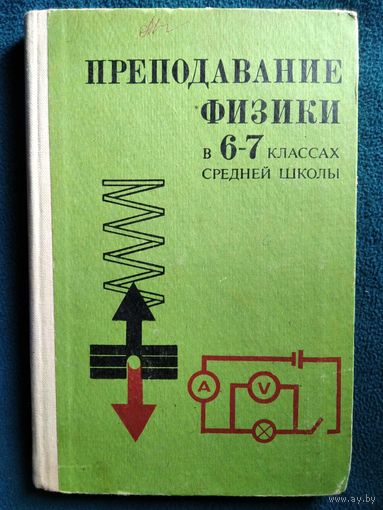 ПРЕПОДАВАНИЕ
ФИЗИКИ
В 6-7 КЛАССАХ
СРЕДНЕЙ ШКОЛЫ
A
V
www.ay.by